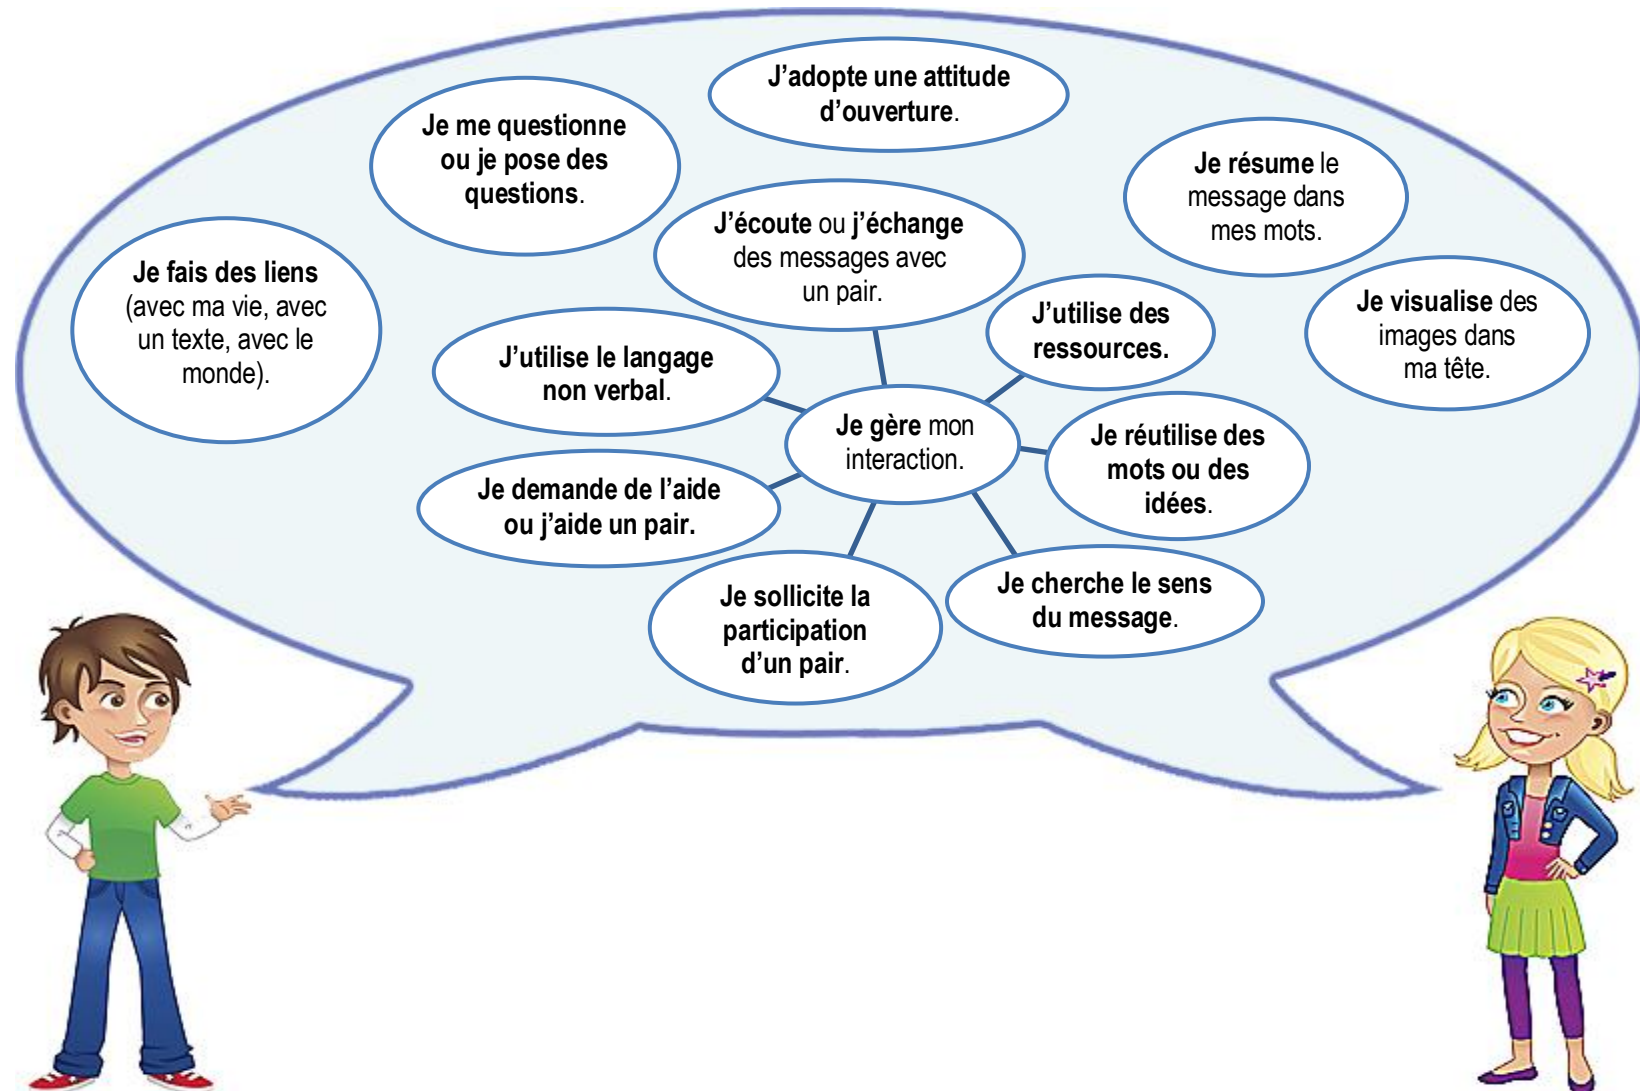 J’adopte une attitude
d’ouverture.
Je me questionne
ou je pose des
questions.
Je résume le
message dans
mes mots.
J’écoute ou j’échange
des messages avec
un pair.
Je fais des liens
(avec ma vie, avec
un texte, avec le
monde).
J’utilise des
ressources.
Je visualise des
images dans
ma tête.
J’utilise le langage
non verbal.
Je gère mon
interaction.
Je réutilise des
mots ou des
idées.
Je demande de l’aide
ou j’aide un pair.
Je cherche le sens
du message.
Je sollicite la
participation
d’un pair.